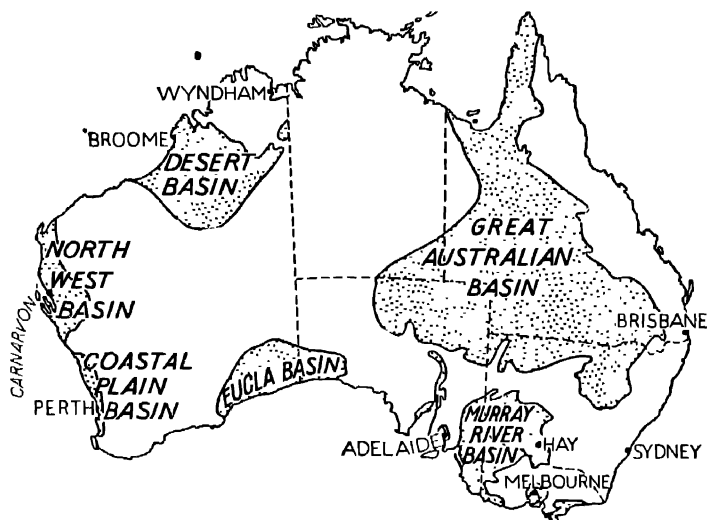 WYNDHAM
BROOME
DESERT
BASIN
NORTH
WEST
BASIN
CARNARVON
COASTAL
PLAIN
BASIN
PERTH
EUCLA BASIN
GREAT
AUSTRALIAN
BASIN
BRISBANE
MURRAY
RIVER
BASIN
HAY
ADELAIDE
SYDNEY
MELBOURNE